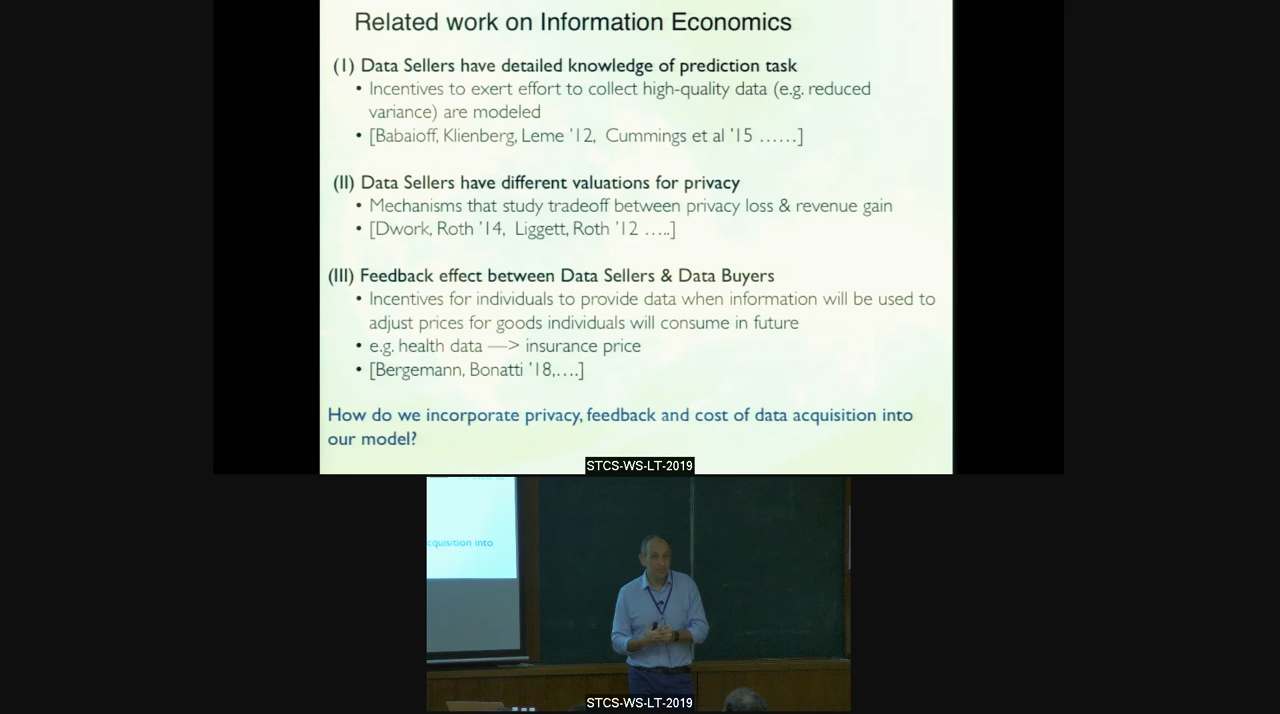 Related work on Information Economics
(I) Data Sellers have detailed knowledge of prediction task
• Incentives to exert effort to collect high-quality data (e.g. reduced
variance) are modeled
• [Babaioff, Klienberg, Leme '12, Cummings et al '15 ......]
(II) Data Sellers have different valuations for privacy
• Mechanisms that study tradeoff between privacy loss & revenue gain
• [Dwork, Roth '14, Liggett, Roth '12 .....]
(III) Feedback effect between Data Sellers & Data Buyers
• Incentives for individuals to provide data when information will be used to
adjust prices for goods individuals will consume in future
• e.g. health data —> insurance price
• [Bergemann, Bonatti '18,....]
How do we incorporate privacy, feedback and cost of data acquisition into
our model?
STCS-WS-LT-2019
cquisition into
STCS-WS-LT-2019